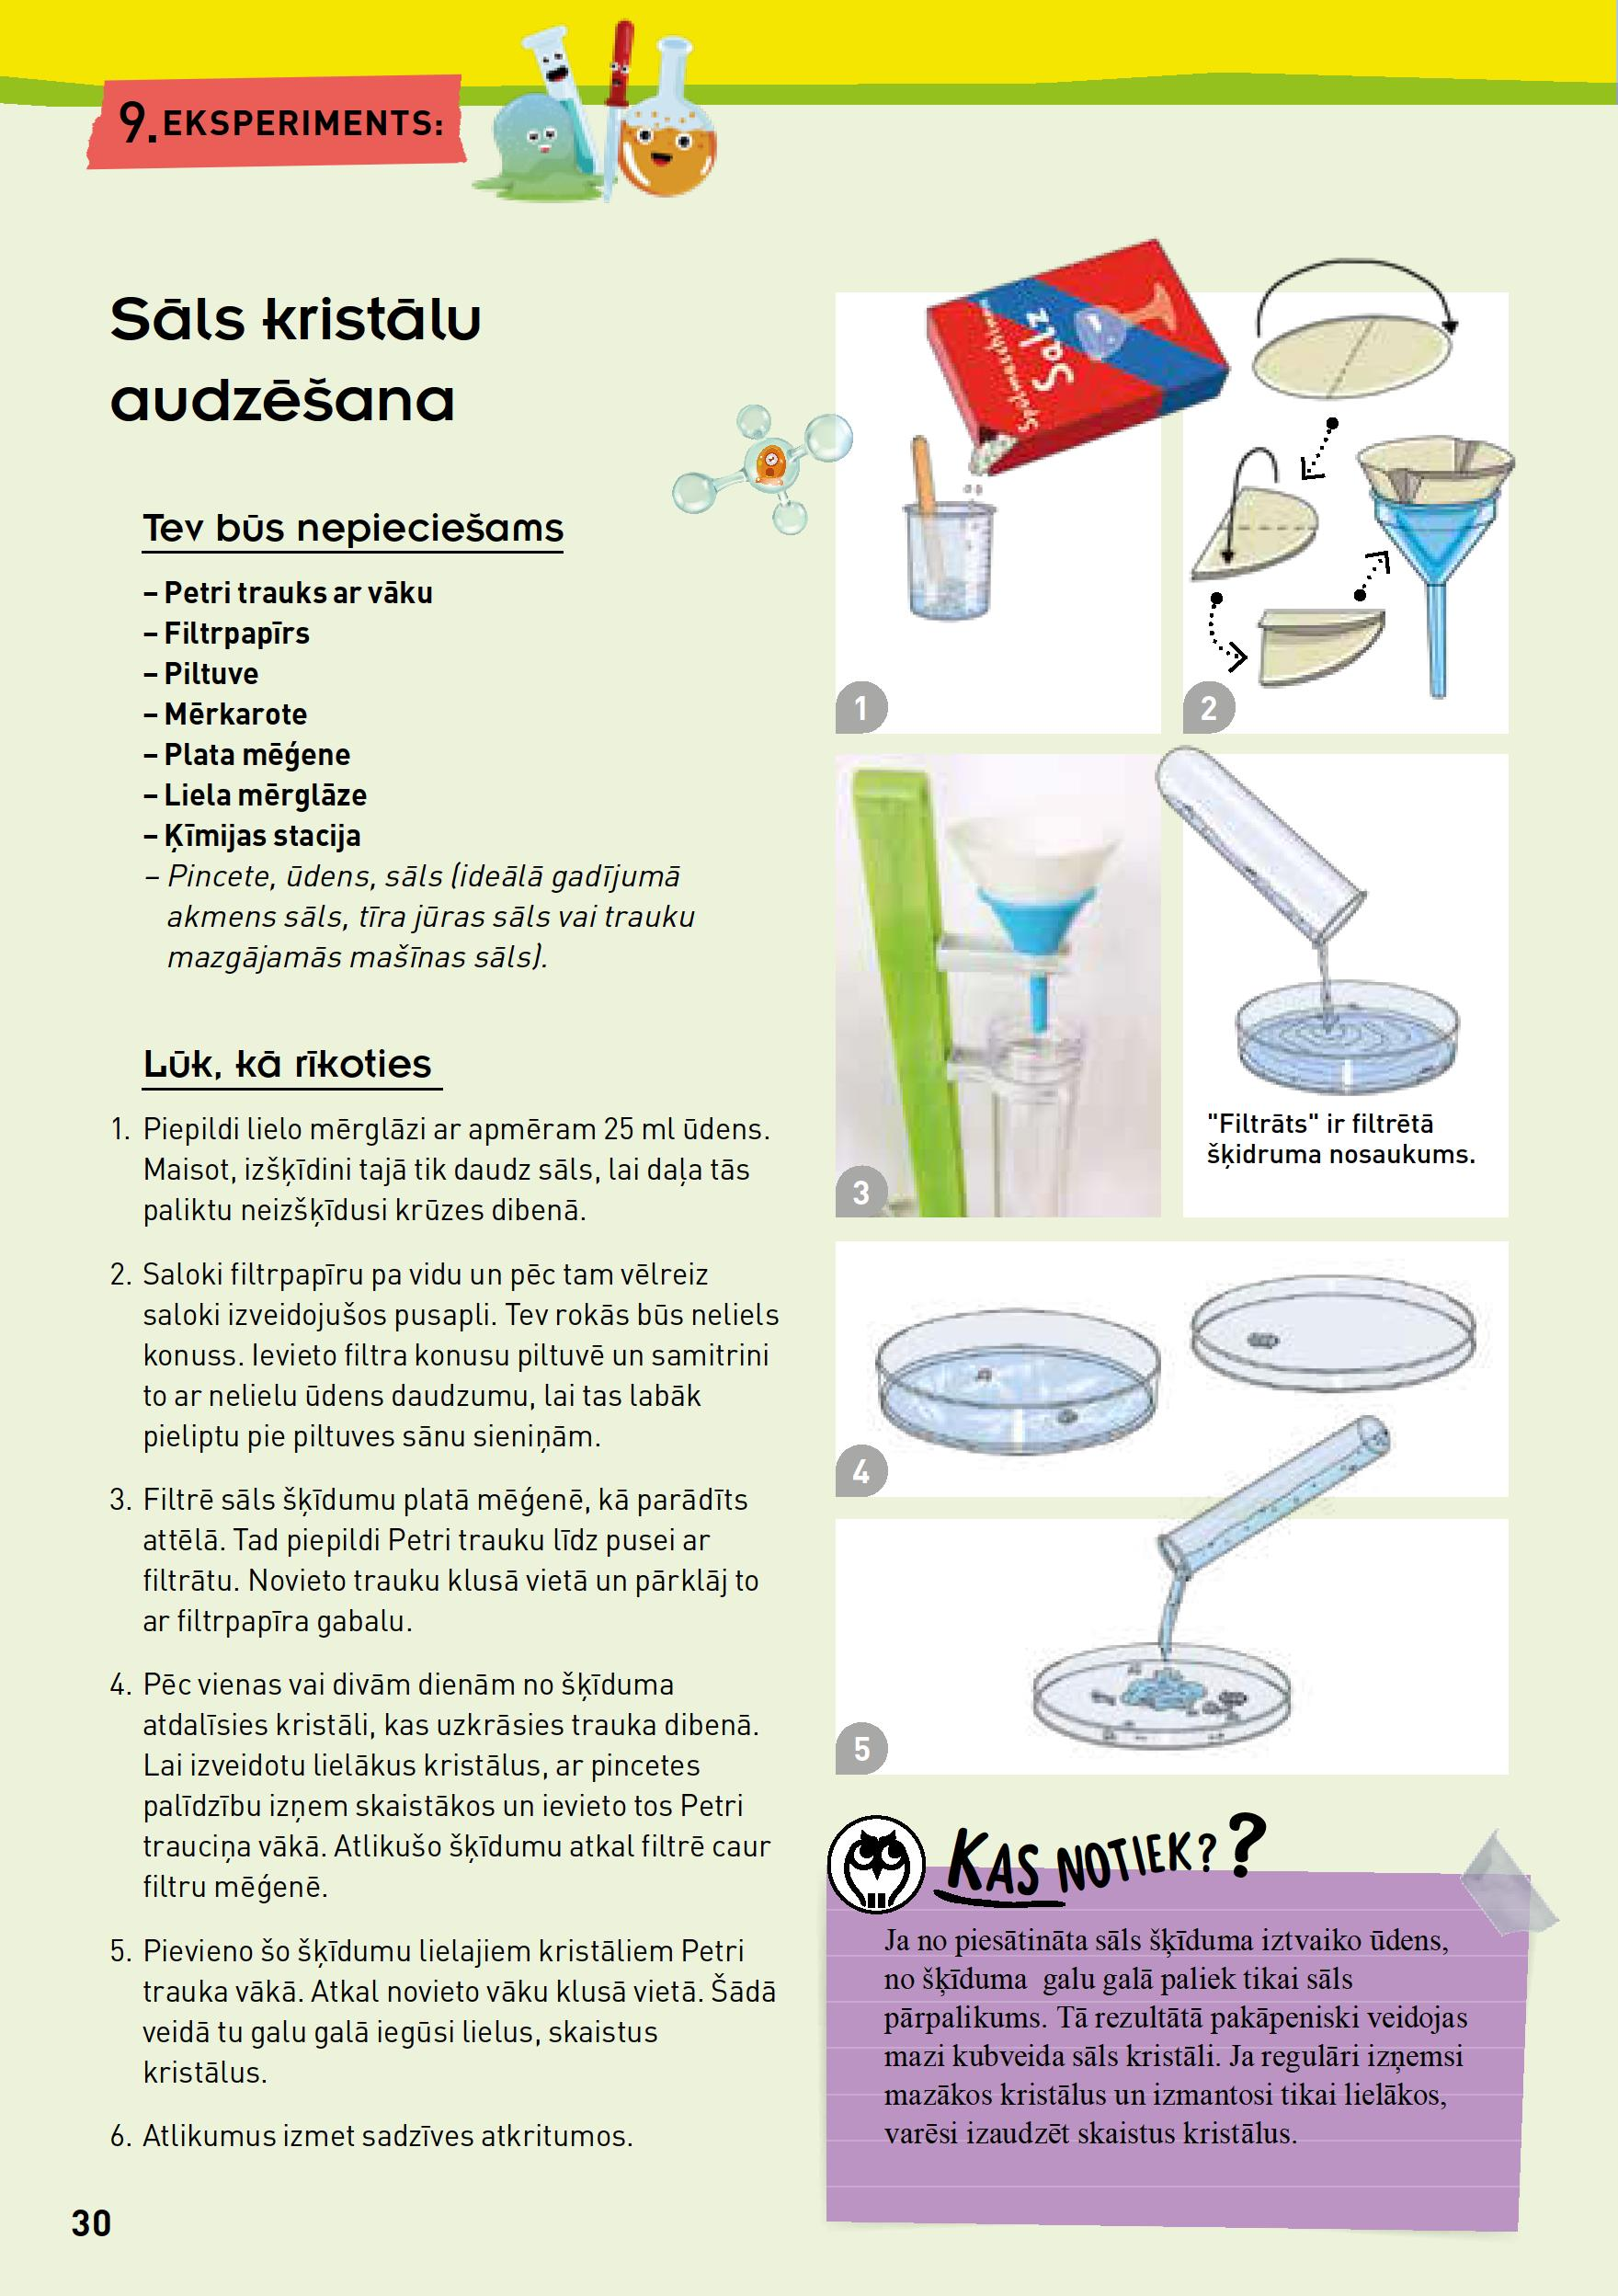 9. EKSPERIMENTS:
Sāls kristālu
audzēšana
Tev būs nepieciešams
– Petri trauks ar vāku
– Filtrpapīrs
– Piltuve
– Mērkarote
– Plata mēģene
– Liela mērglāze
– Ķīmijas stacija
– Pincete, ūdens, sāls (ideālā gadījumā
akmens sāls, tīra jūras sāls vai trauku
mazgājamās mašīnas sāls).
Lūk, kā rīkoties
1. Piepildi lielo mērglāzi ar apmēram 25 ml ūdens.
Maisot, izšķīdini tajā tik daudz sāls, lai daļa tās
paliktu neizšķīdusi krūzes dibenā.
2. Saloki filtrpapīru pa vidu un pēc tam vēlreiz
saloki izveidojušos pusapli. Tev rokās būs neliels
konuss. Ievieto filtra konusu piltuvē un samitrini
to ar nelielu ūdens daudzumu, lai tas labāk
pieliptu pie piltuves sānu sieniņām.
3. Filtrē sāls šķīdumu platā mēģenē, kā parādīts
attēlā. Tad piepildi Petri trauku līdz pusei ar
filtrātu. Novieto trauku klusā vietā un pārklāj to
ar filtrpapīra gabalu.
4. Pēc vienas vai divām dienām no šķīduma
atdalīsies kristāli, kas uzkrāsies trauka dibenā.
Lai izveidotu lielākus kristālus, ar pincetes
palīdzību izņem skaistākos un ievieto tos Petri
trauciņa vākā. Atlikušo šķīdumu atkal filtrē caur
filtru mēģenē.
5. Pievieno šo šķīdumu lielajiem kristāliem Petri
trauka vākā. Atkal novieto vāku klusā vietā. Šādā
veidā tu galu galā iegūsi lielus, skaistus
kristālus.
6. Atlikumus izmet sadzīves atkritumos.
30
Spülmaschinen
Salz
1
2
3
"Filtrāts" ir filtrētā
šķidruma nosaukums.
4
5
KAS NOTIEK??
Ja no piesātināta sāls šķīduma iztvaiko ūdens,
no šķīduma galu galā paliek tikai sāls
pārpalikums. Tā rezultātā pakāpeniski veidojas
mazi kubveida sāls kristāli. Ja regulāri izņemsi
mazākos kristālus un izmantosi tikai lielākos,
varēsi izaudzēt skaistus kristālus.